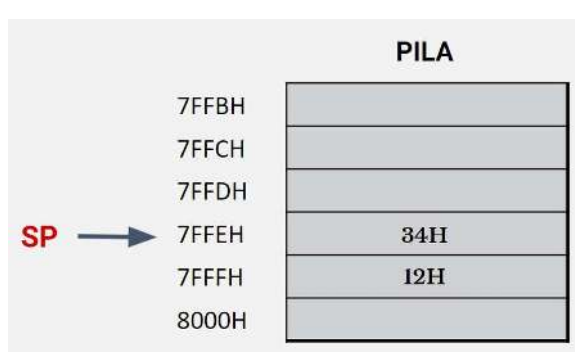 PILA
7FFBH
7FFCH
7FFDH
SP 7FFEH 34H
7FFFH 12H
8000H